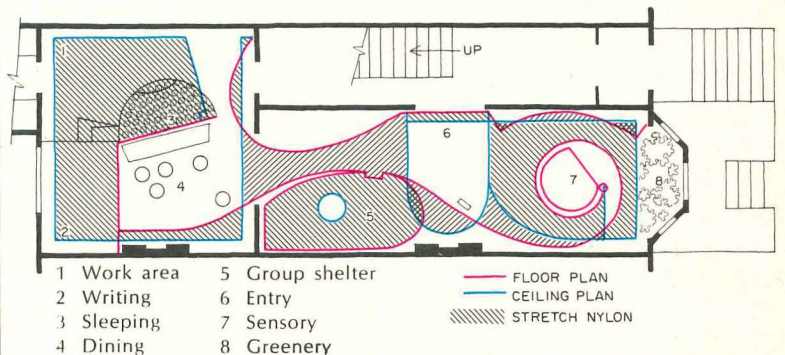 UP
1
3
4
2
5
6
7
8
1 Work area
2 Writing
3 Sleeping
4 Dining
5 Group shelter
6 Entry
7 Sensory
8 Greenery
FLOOR PLAN
CEILING PLAN
STRETCH NYLON